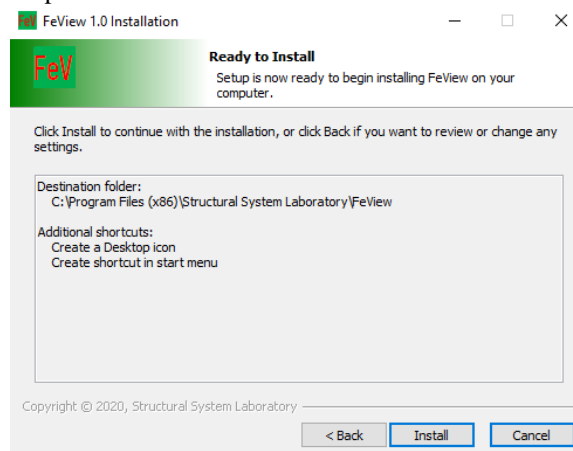 FeV FeView 1.0 Installation
FeV
Ready to Install
Setup is now ready to begin installing FeView on your
computer.
Click Install to continue with the installation, or click Back if you want to review or change any
settings.
Destination folder:
C:\Program Files (x86)\Structural System Laboratory\FeView
Additional shortcuts:
Create a Desktop icon
Create shortcut in start menu
Copyright © 2020, Structural System Laboratory
< Back Install Cancel